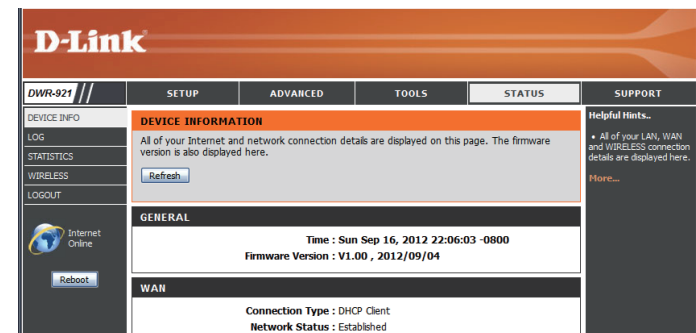 D-Link
DWR-921
SETUP
ADVANCED
TOOLS
STATUS
SUPPORT
DEVICE INFO
LOG
STATISTICS
WIRELESS
LOGOUT
Internet
Online
Reboot
DEVICE INFORMATION
All of your Internet and network connection details are displayed on this page. The firmware
version is also displayed here.
Refresh
GENERAL
Time : Sun Sep 16, 2012 22:06:03 -0800
Firmware Version : V1.00 , 2012/09/04
WAN
Connection Type : DHCP Client
Network Status : Established
Helpful Hints..
• All of your LAN, WAN
and WIRELESS connection
details are displayed here.
More...